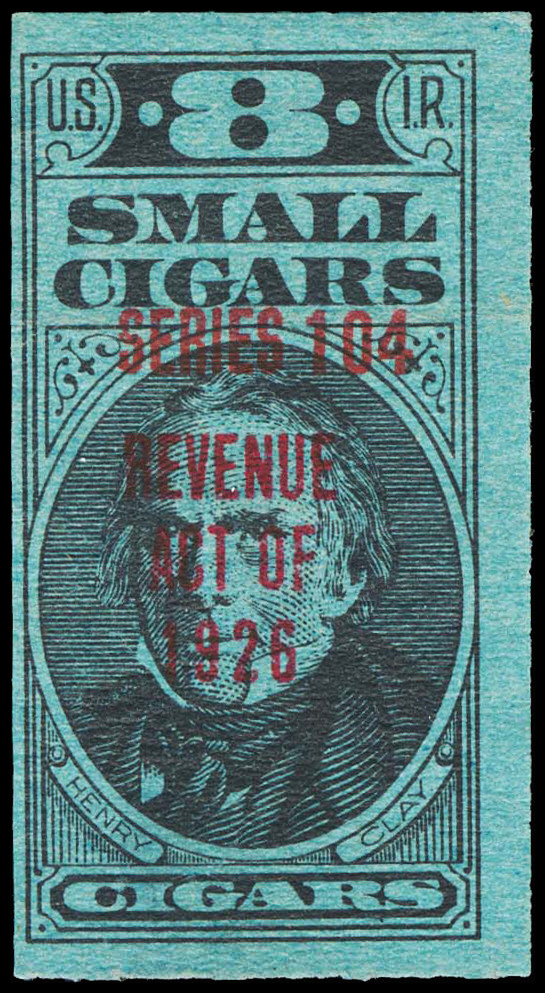 U.S. 8 I.R.
SMALL
CIGARS
SERIES 104
REVENUE
ACT OF
1926
HENRY CLAY
CIGARS